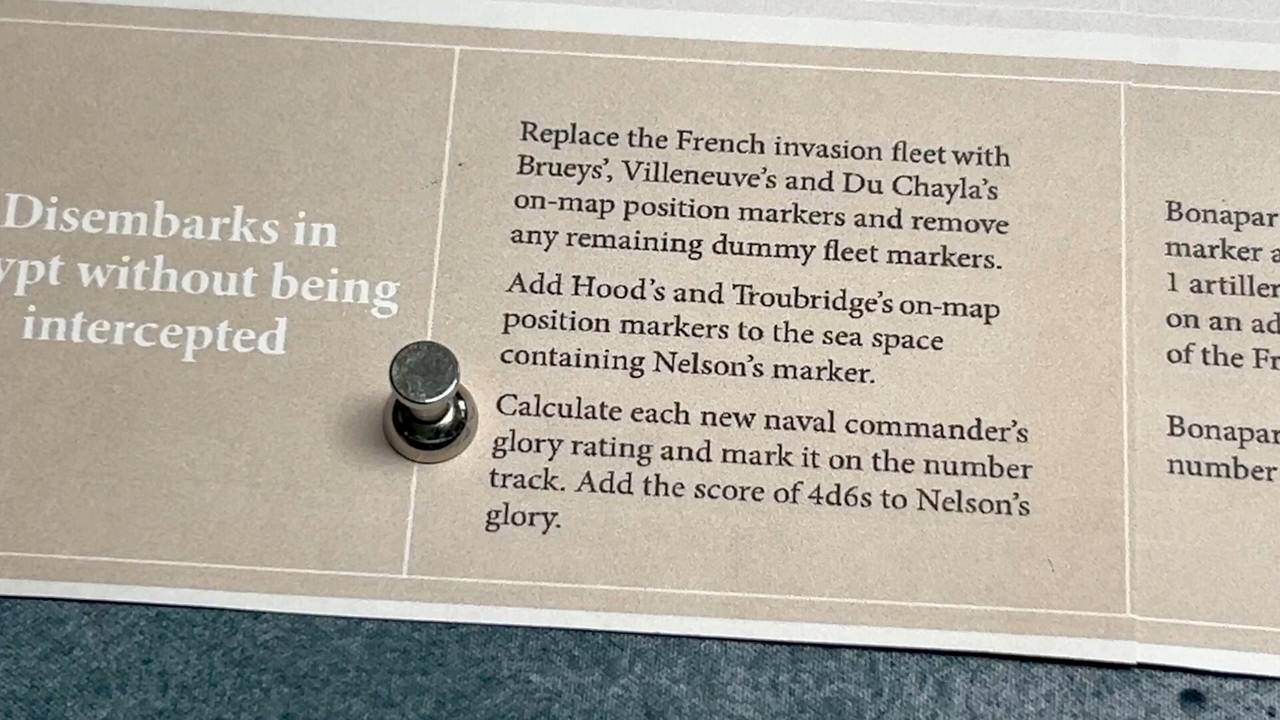 Disembarks in
ypt without being
intercepted
Replace the French invasion fleet with
Brueys’, Villeneuve’s and Du Chayla’s
on-map position markers and remove
any remaining dummy fleet markers.
Add Hood’s and Troubridge’s on-map
position markers to the sea space
containing Nelson’s marker.
Calculate each new naval commander’s
glory rating and mark it on the number
track. Add the score of 4d6s to Nelson’s
glory.
Bonapar
marker a
1 artiller
on an ad
of the Fr
Bonapar
number